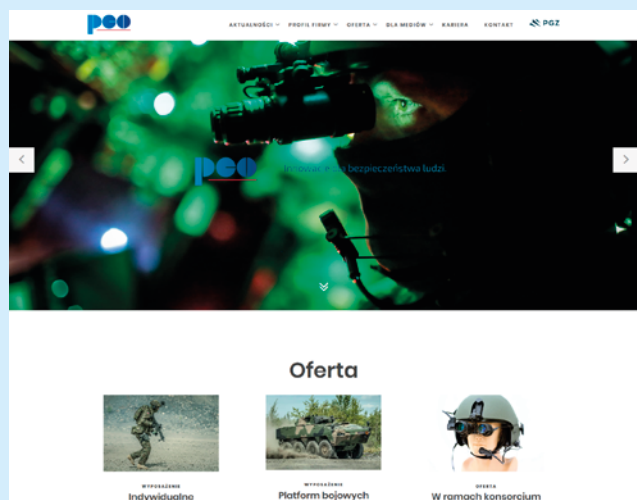 pco
AKTUALNOŚCI PROFIL FIRMY OFERTA DLA MEDIÓW KARIERA KONTAKT PGZ
pco bezpieczeństwa ludzi
Oferta
WYPOSAŻENIE
Indywidualne
WYPOSAŻENIE
Platform bojowych
OFERTA
W ramach konsorcjum